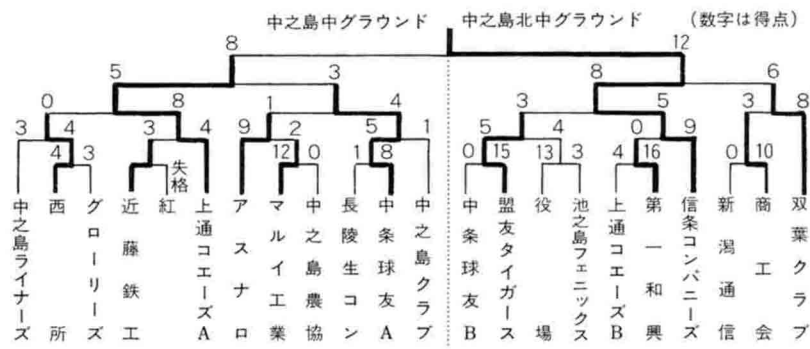 中之島中グラウンド 中之島北中グラウンド (数字は得点)
8 12
5 3 8 6
0 8 1 4 3 5 3 8
3 4 3 4 9 2 5 1 5 4 0 9
4 3 失格 12 0 1 8 0 15 13 3 4 16 0 10
中之島ライナーズ
西所
グローリーズ
近藤鉄工
紅
上通コエーズA
アスナロ
マルイ工業
中之島農協
長陵生コン
中条球友A
中之島クラブ
中条球友B
盟友タイガース
役場
池之島フェニックス
上通コエーズB
第一和興
信条コンバニーズ
新潟通信
商工会
双葉クラブ